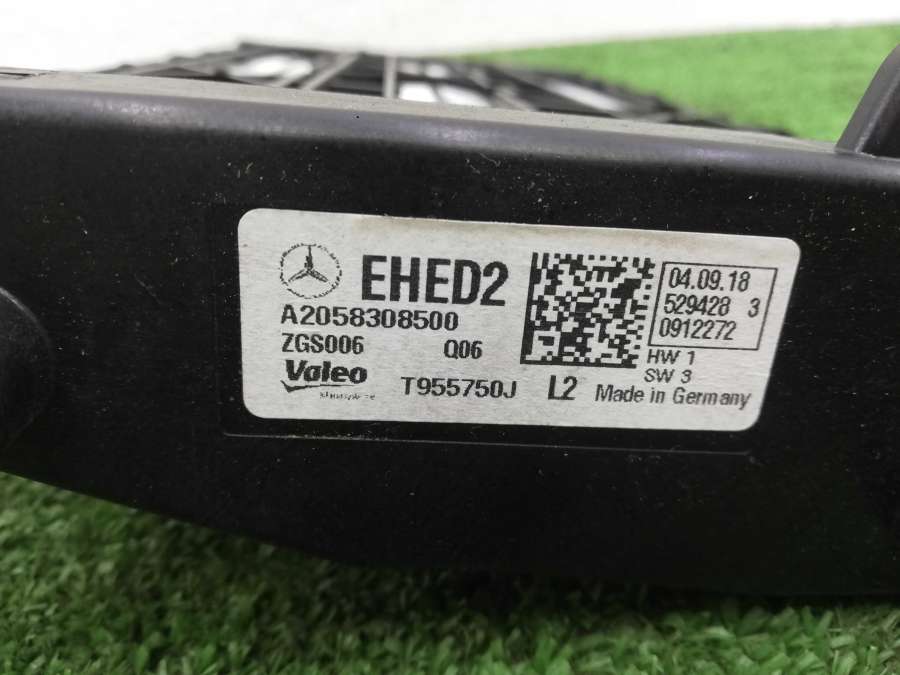 EHED2
A2058308500
ZGS006 Q06
Valeo
T955750J L2
04.09.18
529428 3
0912272
HW 1
SW 3
Made in Germany